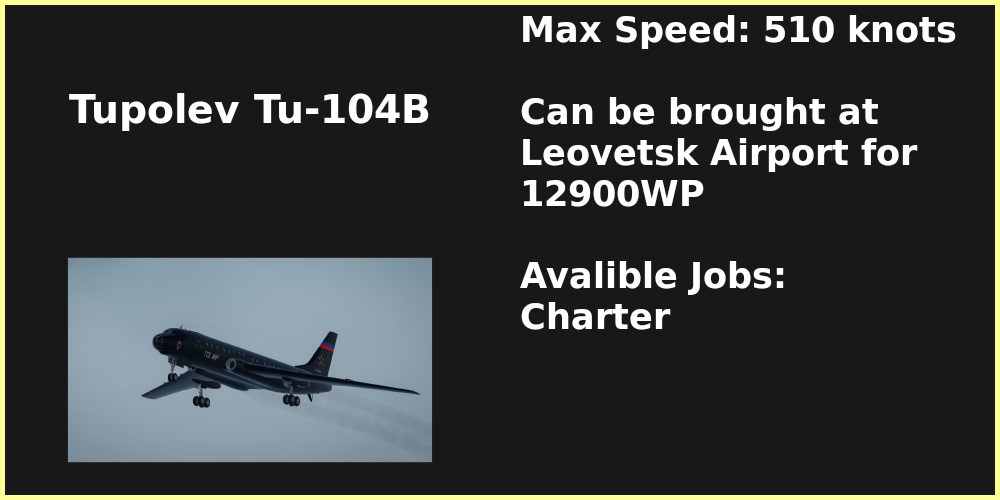 Tupolev Tu-104B
Max Speed: 510 knots
Can be brought at
Leovetsk Airport for
12900WP
Avalible Jobs:
Charter